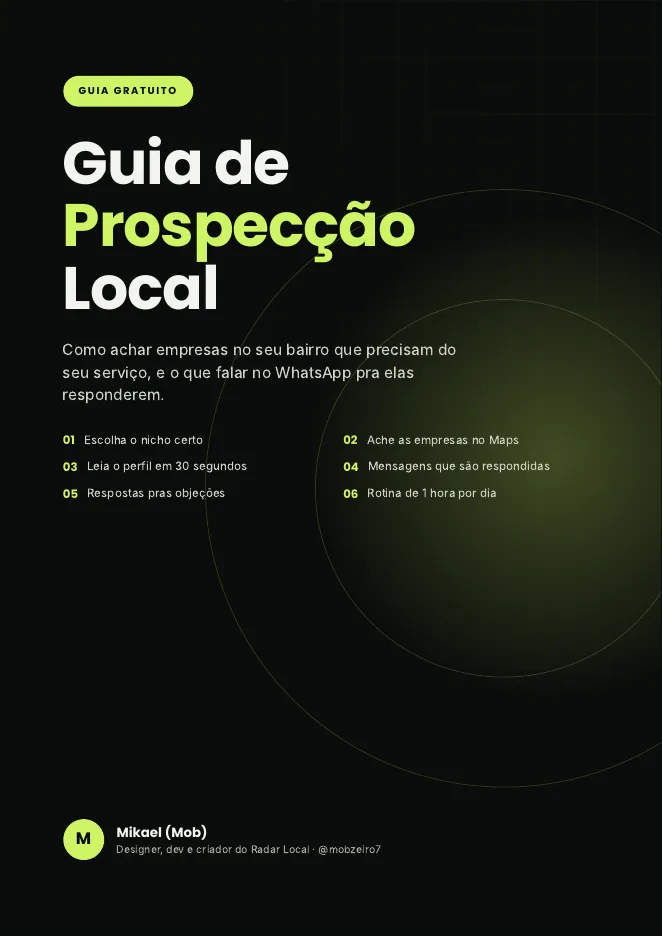 GUIA GRATUITO
Guia de
Prospecção
Local
Como achar empresas no seu bairro que precisam do
seu serviço, e o que falar no WhatsApp pra elas
responderem.
01 Escolha o nicho certo
02 Ache as empresas no Maps
03 Leia o perfil em 30 segundos
04 Mensagens que são respondidas
05 Respostas pras objeções
06 Rotina de 1 hora por dia
M
Mikael (Mob)
Designer, dev e criador do Radar Local · @mobzeiro7